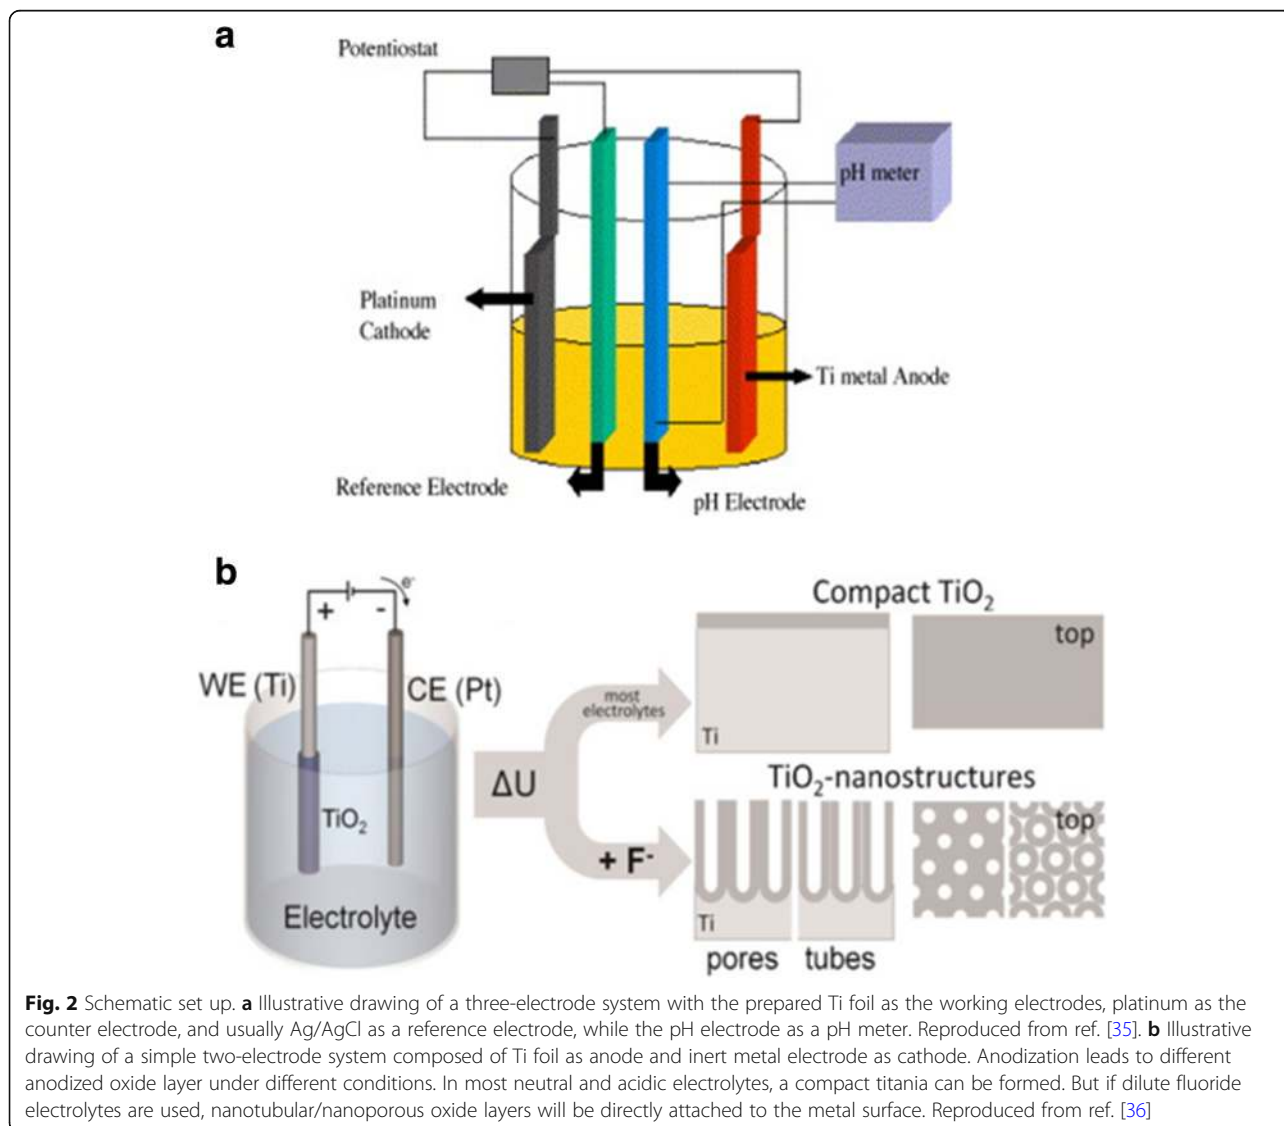 a
Potentiostat
pH meter
Platinum
Cathode
Ti metal Anode
Reference Electrode
pH Electrode
b
e-
+ -
WE (Ti)
CE (Pt)
TiO2
Electrolyte
ΔU
most
electrolytes
+ F-
Compact TiO2
top
Ti
TiO2-nanostructures
top
Ti
pores tubes
Fig. 2 Schematic set up. a Illustrative drawing of a three-electrode system with the prepared Ti foil as the working electrodes, platinum as the
counter electrode, and usually Ag/AgCl as a reference electrode, while the pH electrode as a pH meter. Reproduced from ref. [35]. b Illustrative
drawing of a simple two-electrode system composed of Ti foil as anode and inert metal electrode as cathode. Anodization leads to different
anodized oxide layer under different conditions. In most neutral and acidic electrolytes, a compact titania can be formed. But if dilute fluoride
electrolytes are used, nanotubular/nanoporous oxide layers will be directly attached to the metal surface. Reproduced from ref. [36]